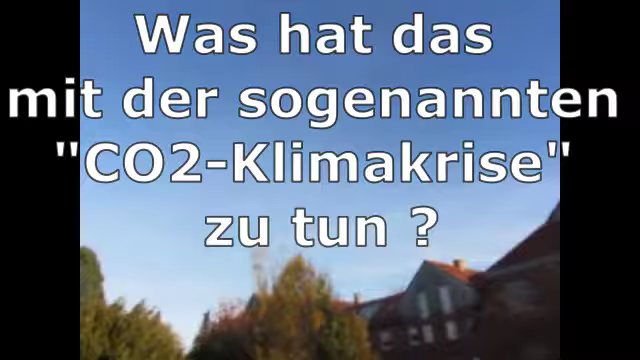 Was hat das
mit der sogenannten
"CO2-Klimakrise"
zu tun ?